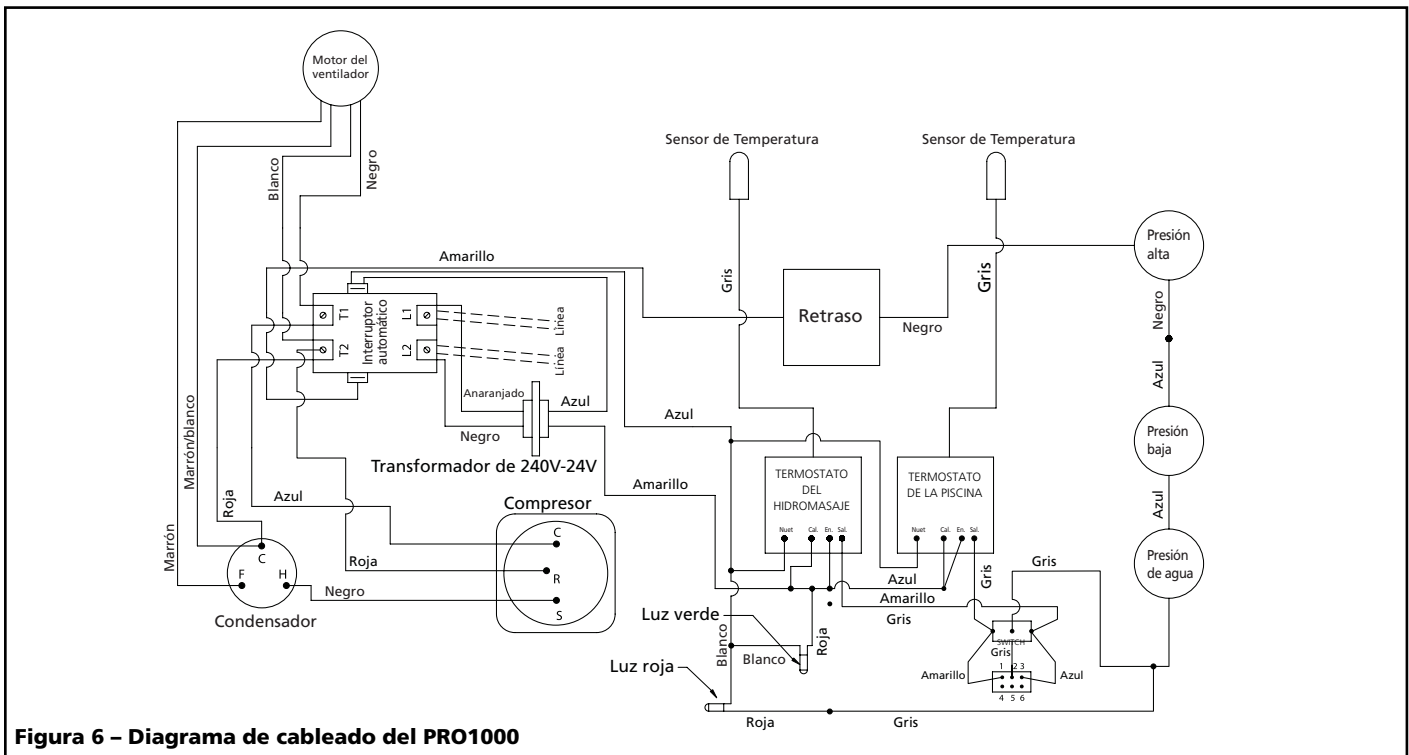 Motor del
ventilador
Blanco
Negro
Sensor de Temperatura
Sensor de Temperatura
Amarillo
Gris
Gris
Retraso
Negro
Presión
alta
Negro
Azul
T1
T2
Interruptor
automático
L1
L2
Línea
Línea
Anaranjado
Azul
Negro
Transformador de 240V-24V
Azul
Amarillo
Presión
baja
Azul
TERMOSTATO
DEL
HIDROMASAJE
Nuet Cal. En. Sal.
TERMOSTATO
DE LA PISCINA
Nuet Cal. En. Sal.
Presión
de agua
Marrón
Marrón/blanco
Roja
Azul
Compresor
C
R
S
Roja
Negro
C
F H
Condensador
Azul
Amarillo
Gris
Gris
Gris
SWITCH
Gris
Amarillo
1 2 3
4 5 6
Azul
Luz verde
Blanco
Blanco
Roja
Luz roja
Roja
Gris
Figura 6 – Diagrama de cableado del PRO1000